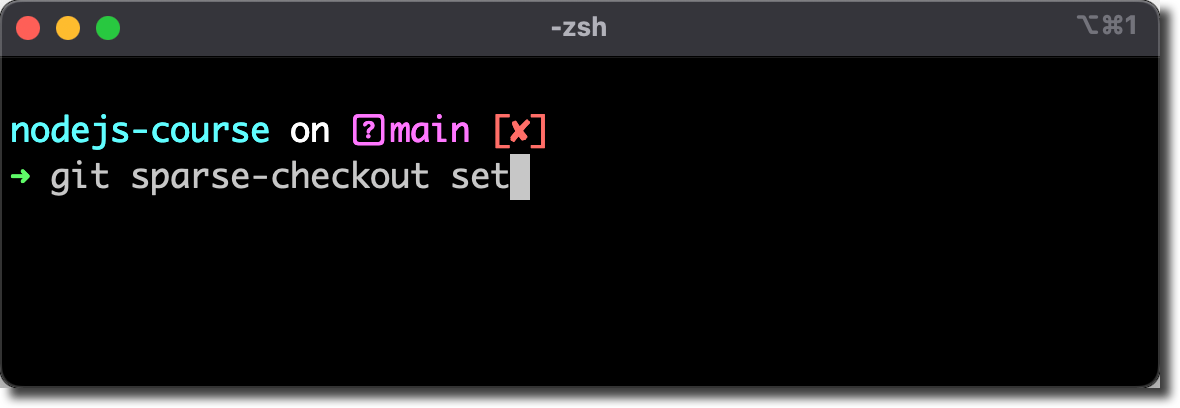 -zsh ⌥⌘1
nodejs-course on [?]main [✘]
➜ git sparse-checkout set